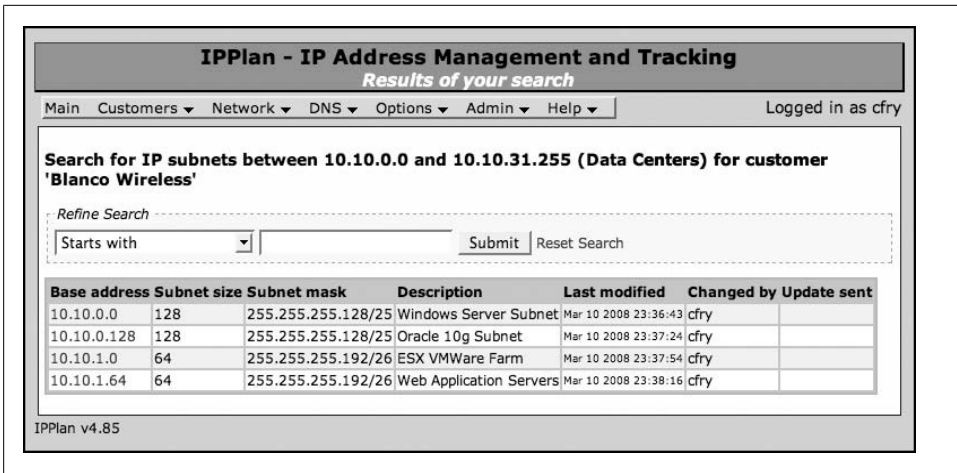 IPPlan - IP Address Management and Tracking
Results of your search
Main Customers Network DNS Options Admin Help Logged in as cfry
Search for IP subnets between 10.10.0.0 and 10.10.31.255 (Data Centers) for customer
'Blanco Wireless'
Refine Search
Starts with Submit Reset Search
Base address Subnet size Subnet mask Description Last modified Changed by Update sent
10.10.0.0 128 255.255.255.128/25 Windows Server Subnet Mar 10 2008 23:36:43 cfry
10.10.0.128 128 255.255.255.128/25 Oracle 10g Subnet Mar 10 2008 23:37:24 cfry
10.10.1.0 64 255.255.255.192/26 ESX VMWare Farm Mar 10 2008 23:37:54 cfry
10.10.1.64 64 255.255.255.192/26 Web Application Servers Mar 10 2008 23:38:16 cfry
IPPlan v4.85